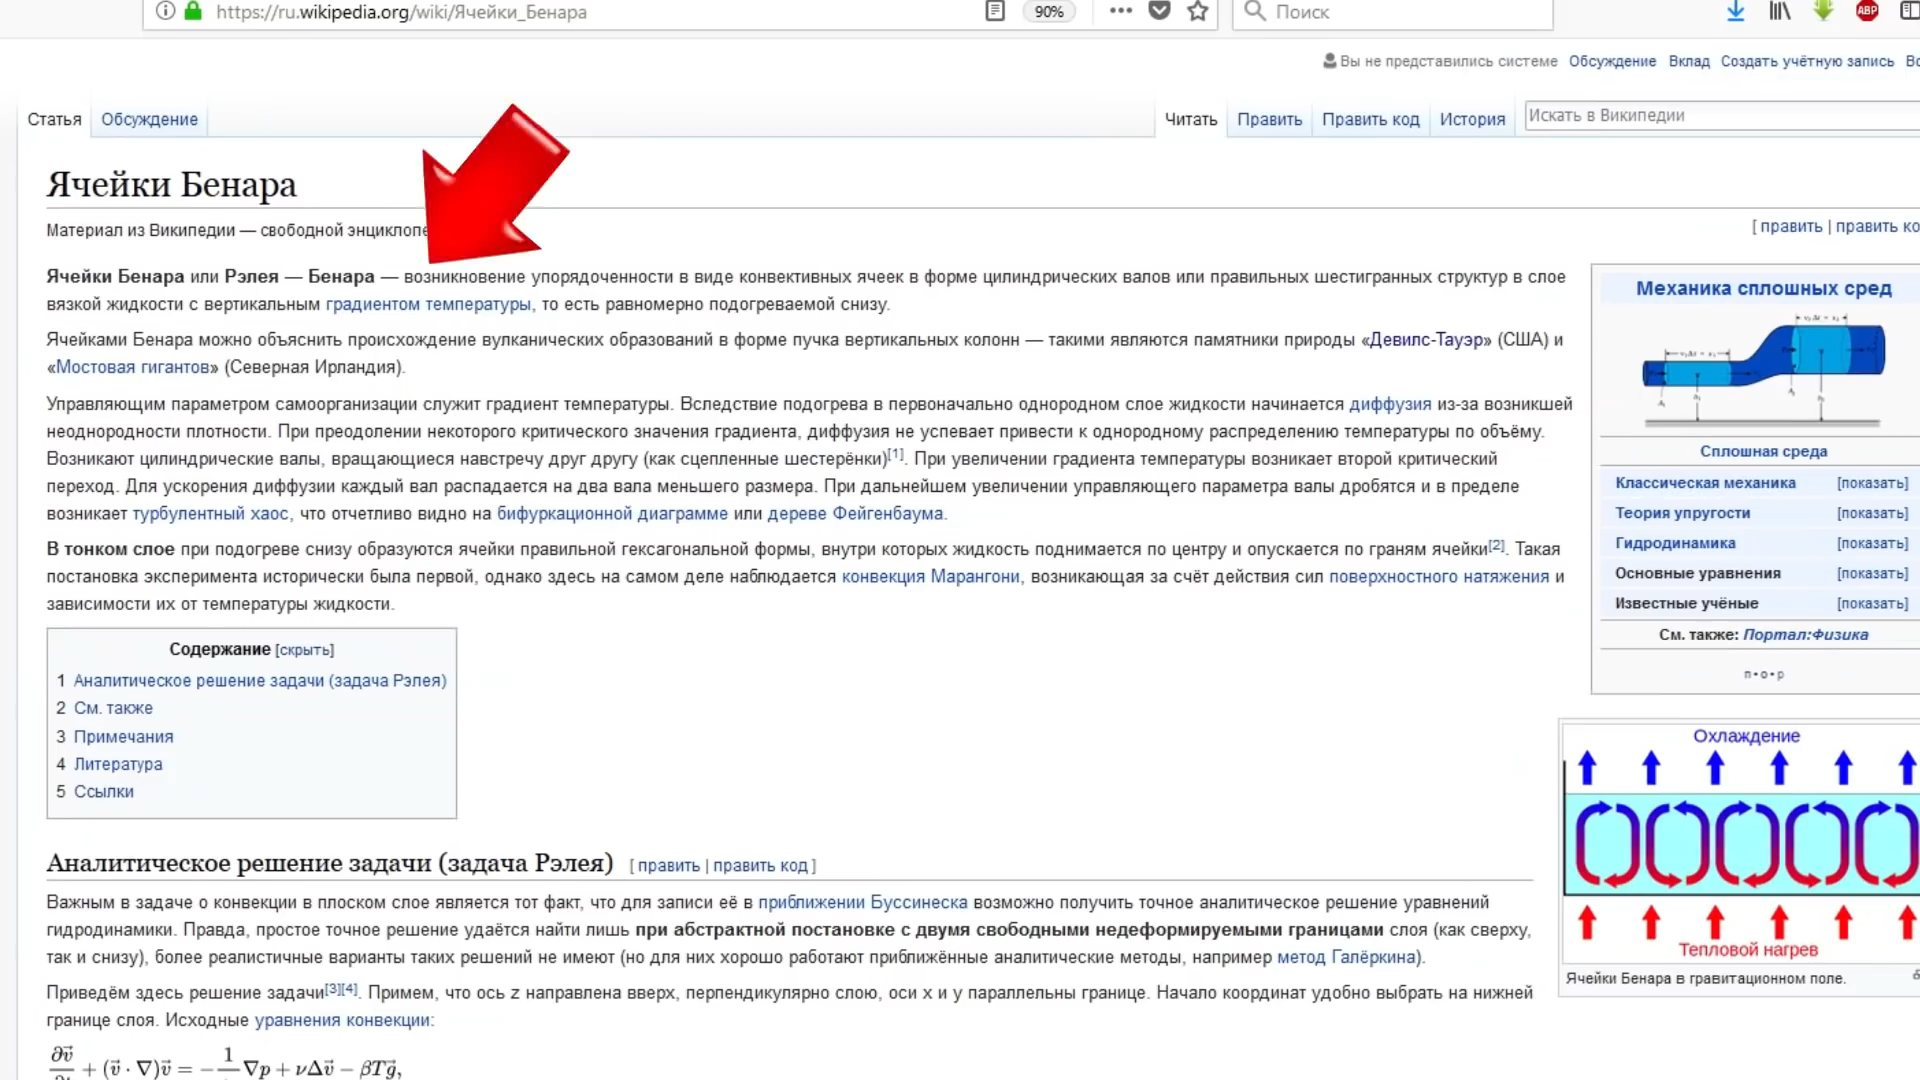 https://ru.wikipedia.org/wiki/Ячейки_Бенара
90%
Поиск
ABP
Вы не представились системе Обсуждение Вклад Создать учётную запись
Статья Обсуждение
Читать Править Править код История
Искать в Википедии
Ячейки Бенара
Материал из Википедии — свободной
[ править | править
Ячейки Бенара или Рэлея — Бенара — возникновение упорядоченности в виде конвективных ячеек в форме цилиндрических валов или правильных шестигранных структур в слое
вязкой жидкости с вертикальным градиентом температуры, то есть равномерно подогреваемой снизу.
Ячейками Бенара можно объяснить происхождение вулканических образований в форме пучка вертикальных колонн — такими являются памятники природы «Девилс-Тауэр» (США) и
«Мостовая гигантов» (Северная Ирландия).
Управляющим параметром самоорганизации служит градиент температуры. Вследствие подогрева в первоначально однородном слое жидкости начинается диффузия из-за возникшей
неоднородности плотности. При преодолении некоторого критического значения градиента, диффузия не успевает привести к однородному распределению температуры по объёму.
Возникают цилиндрические валы, вращающиеся навстречу друг другу (как сцепленные шестерёнки)[1]. При увеличении градиента температуры возникает второй критический
переход. Для ускорения диффузии каждый вал распадается на два вала меньшего размера. При дальнейшем увеличении управляющего параметра валы дробятся и в пределе
возникает турбулентный хаос, что отчетливо видно на бифуркационной диаграмме или дереве Фейгенбаума.
В тонком слое при подогреве снизу образуются ячейки правильной гексагональной формы, внутри которых жидкость поднимается по центру и опускается по граням ячейки[2]. Такая
постановка эксперимента исторически была первой, однако здесь на самом деле наблюдается конвекция Марангони, возникающая за счёт действия сил поверхностного натяжения и
зависимости их от температуры жидкости.
Содержание [скрыть]
1 Аналитическое решение задачи (задача Рэлея)
2 См. также
3 Примечания
4 Литература
5 Ссылки
Аналитическое решение задачи (задача Рэлея) [ править | править код ]
Важным в задаче о конвекции в плоском слое является тот факт, что для записи её в приближении Буссинеска возможно получить точное аналитическое решение уравнений
гидродинамики. Правда, простое точное решение удаётся найти лишь при абстрактной постановке с двумя свободными недеформируемыми границами слоя (как сверху,
так и снизу), более реалистичные варианты таких решений не имеют (но для них хорошо работают приближённые аналитические методы, например метод Галёркина).
Приведём здесь решение задачи[3][4]. Примем, что ось z направлена вверх, перпендикулярно слою, оси x и y параллельны границе. Начало координат удобно выбрать на нижней
границе слоя. Исходные уравнения конвекции:
∂v⃗ + (v⃗ · ∇)v⃗ = −1 ∇p + νΔv⃗ − βTg⃗,
Механика сплошных сред
Сплошная среда
Классическая механика [показать]
Теория упругости [показать]
Гидродинамика [показать]
Основные уравнения [показать]
Известные учёные [показать]
См. также: Портал:Физика
п • о • р
Охлаждение
Тепловой нагрев
Ячейки Бенара в гравитационном поле.